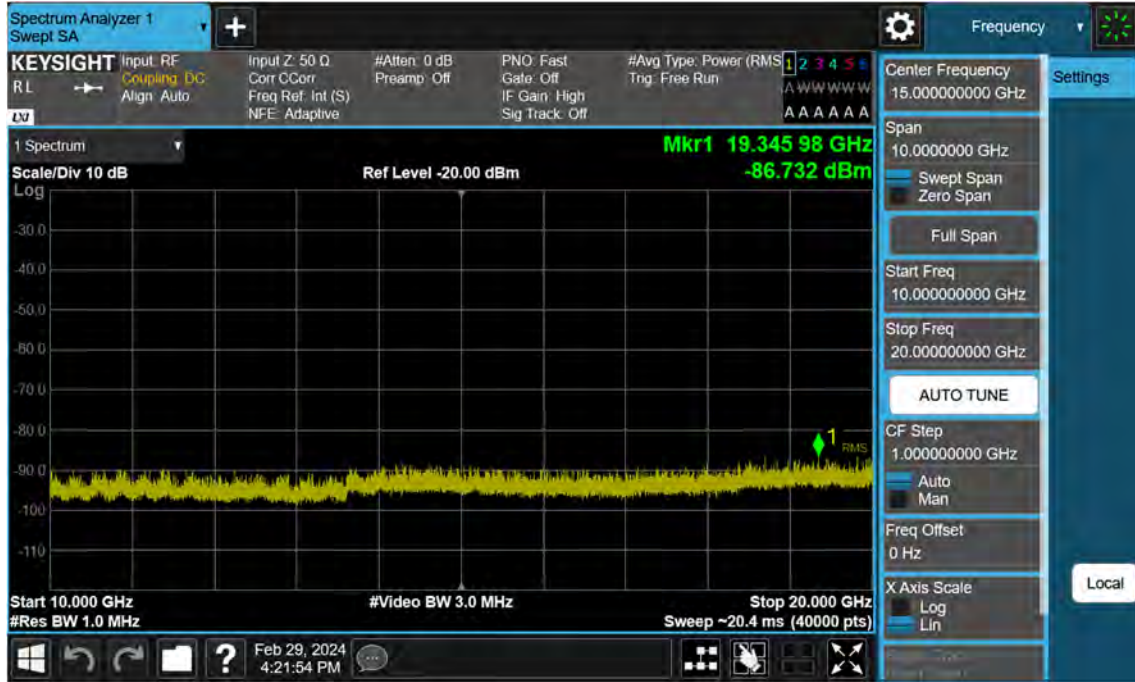 Spectrum Analyzer 1
Swept SA
Frequency
KEYSIGHT
RL
LXI
Input: RF
Coupling: DC
Align: Auto
Input Z: 50 Ω
Corr CCorr
Freq Ref: Int (S)
NFE: Adaptive
#Atten: 0 dB
Preamp: Off
PNO: Fast
Gate: Off
IF Gain: High
Sig Track: Off
#Avg Type: Power (RMS
Trig: Free Run
1 2 3 4 5 6
A W W W W W
A A A A A A
1 Spectrum
Scale/Div 10 dB
Log
Ref Level -20.00 dBm
Mkr1 19.345 98 GHz
-86.732 dBm
-30.0
-40.0
-50.0
-60.0
-70.0
-80.0
-90.0
-100
-110
1
RMS
Start 10.000 GHz
#Res BW 1.0 MHz
#Video BW 3.0 MHz
Stop 20.000 GHz
Sweep ~20.4 ms (40000 pts)
Feb 29, 2024
4:21:54 PM
Center Frequency
15.000000000 GHz
Span
10.0000000 GHz
Swept Span
Zero Span
Full Span
Start Freq
10.000000000 GHz
Stop Freq
20.000000000 GHz
AUTO TUNE
CF Step
1.000000000 GHz
Auto
Man
Freq Offset
0 Hz
X Axis Scale
Log
Lin
Settings
Local